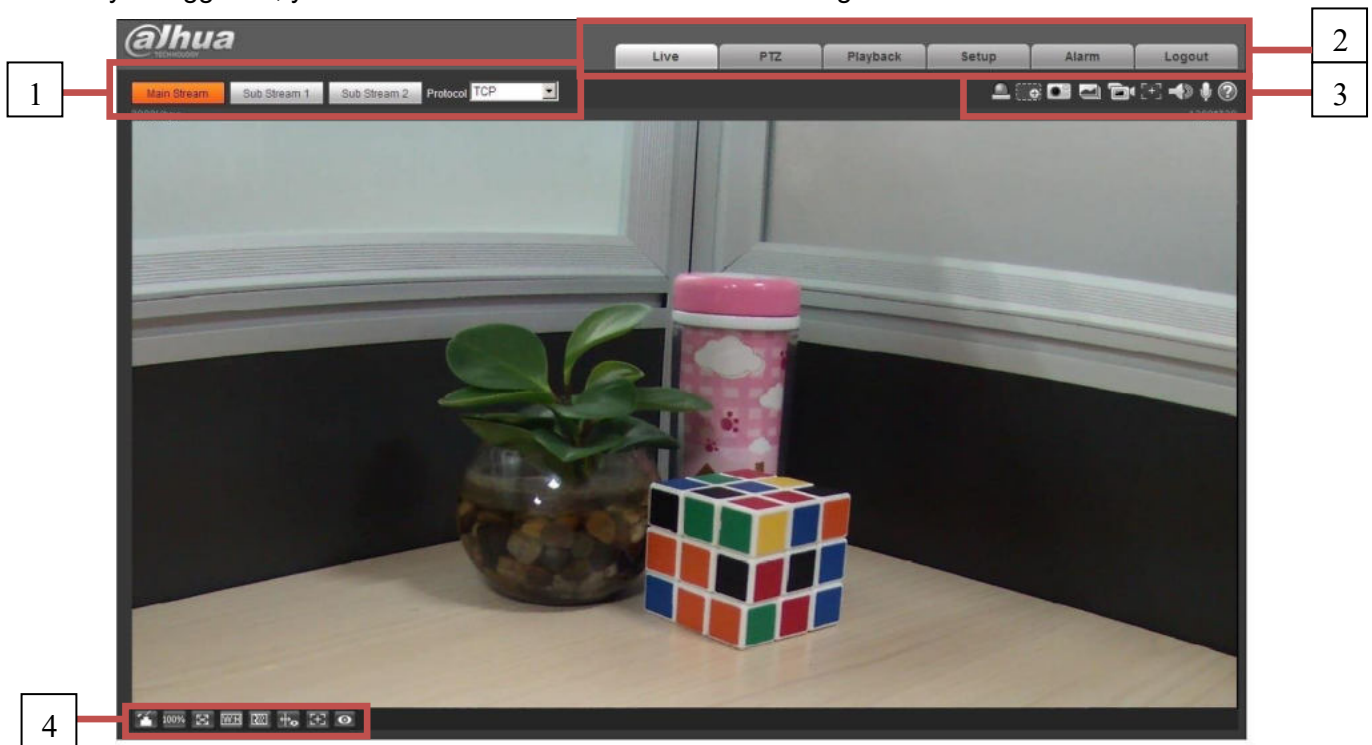 alhua
TECHNOLOGY
Live PTZ Playback Setup Alarm Logout
2
1
Main Stream Sub Stream 1 Sub Stream 2 Protocol TCP
3
4
100% W:H